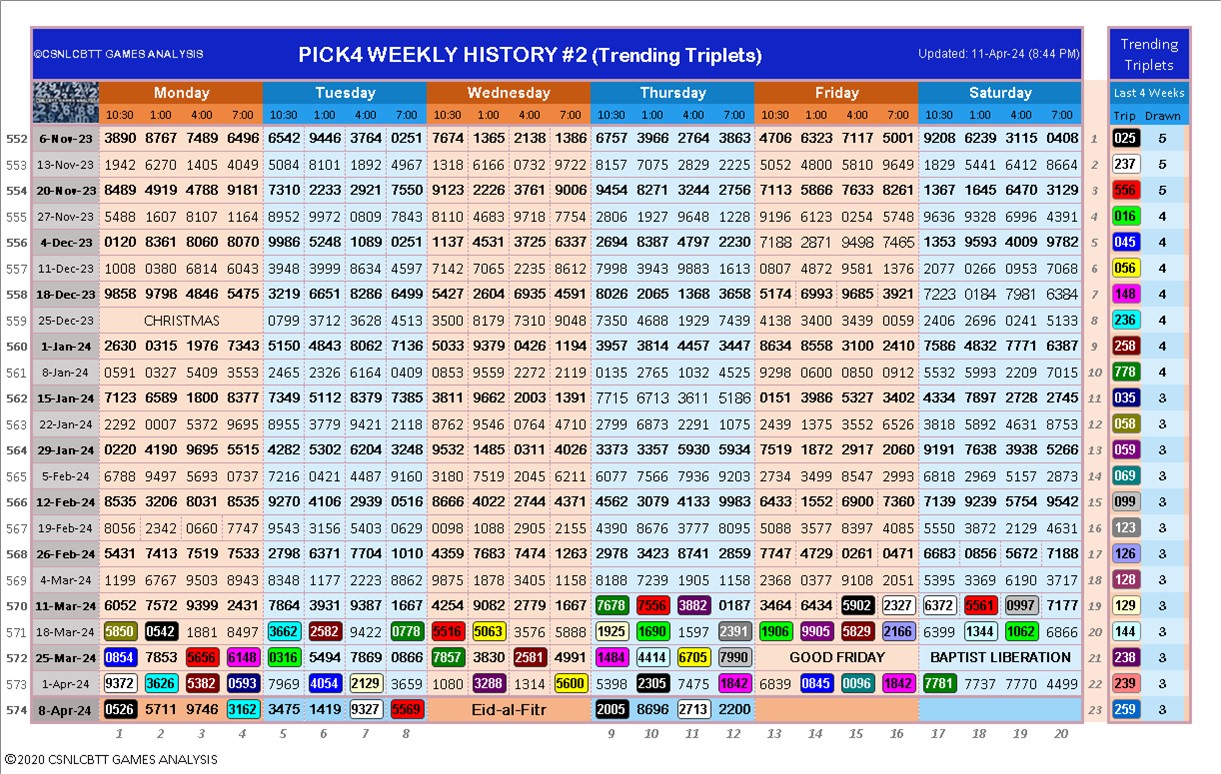 ©CSNLCBTT GAMES ANALYSIS PICK4 WEEKLY HISTORY #2 (Trending Triplets) Updated: 11-Apr-24 (8:44 PM) Trending Triplets
Monday Tuesday Wednesday Thursday Friday Saturday Last 4 Weeks
10:30 1:00 4:00 7:00 10:30 1:00 4:00 7:00 10:30 1:00 4:00 7:00 10:30 1:00 4:00 7:00 10:30 1:00 4:00 7:00 10:30 1:00 4:00 7:00 Trip Drawn
552 6-Nov-23 3890 8767 7489 6496 6542 9446 3764 0251 7674 1365 2138 1386 6757 3966 2764 3863 4706 6323 7117 5001 9208 6239 3115 0408 1 025 5
553 13-Nov-23 1942 6270 1405 4049 5084 8101 1892 4967 1318 6166 0732 9722 8157 7075 2820 2225 5052 4800 5810 9649 1829 5441 6412 8664 2 237 5
554 20-Nov-23 8489 4919 4788 9181 7310 2233 2921 7550 9123 2226 3761 9006 9454 8271 3244 2756 7113 5866 7633 8261 1367 1645 6470 3129 3 556 5
555 27-Nov-23 5488 1607 8107 1164 8952 9972 0809 7843 8110 4683 9718 7754 2806 1927 9648 1228 9196 6123 0254 5748 9636 9328 6996 4391 4 016 4
556 4-Dec-23 0120 8361 8060 8070 9986 5248 1089 0251 1137 4531 3725 6337 2694 8387 4797 2230 7188 2871 9498 7465 1353 9593 4009 9782 5 045 4
557 11-Dec-23 1008 0380 6814 6043 3948 3999 8634 4597 7142 7065 2235 8612 7998 3943 9883 1613 0807 4872 9581 1376 2077 0266 0953 7068 6 056 4
558 18-Dec-23 9858 9798 4846 5475 3219 6651 8286 6491 5427 2604 6935 4591 8026 2065 1368 3658 5174 6993 9685 3921 7223 0184 7981 6384 7 148 4
559 25-Dec-23 CHRISTMAS 0799 3712 3628 4513 3500 8179 7310 9048 7350 4688 1929 7439 4138 3400 3439 0059 2406 2696 0241 5133 8 236 4
560 1-Jan-24 2630 0315 1976 7343 5150 4843 8062 7136 5033 9379 0426 1194 3957 3814 4457 3447 8634 8558 3100 2410 7586 4832 7771 6387 9 258 4
561 8-Jan-24 0591 0327 5409 3553 2465 2326 6164 0409 0853 9559 2272 2119 0135 2765 1032 4525 9298 0600 0850 0912 5532 5993 2209 7015 10 778 4
562 15-Jan-24 7123 6589 1800 8377 7349 5112 8379 7385 3811 9662 2003 1391 7715 6713 3611 5186 0151 3986 5327 3402 4334 7897 2728 2745 11 035 3
563 22-Jan-24 2292 0007 5372 9695 8955 3779 9421 2118 8762 9546 0764 4710 2799 6873 2291 1075 2439 1375 3552 6526 3818 5892 4631 8753 12 058 3
564 29-Jan-24 0220 4190 9695 5515 4282 5302 6204 3248 9532 1485 0311 4026 3373 3357 5930 5934 7519 1872 2917 2060 9191 7638 3938 5266 13 059 3
565 5-Feb-24 6788 9497 5693 0737 7216 0421 4487 9160 3180 7519 2045 6211 6077 7566 7936 9203 2734 3499 8547 2994 6818 2969 5157 2873 14 069 3
566 12-Feb-24 8535 3206 8031 8535 9270 4106 2939 0516 8666 4022 2744 4371 4562 3079 4133 9983 6433 1552 6900 7360 7139 9239 5754 9542 15 099 3
567 19-Feb-24 8056 2342 0660 7747 9543 3156 5403 0629 0098 1088 2905 2155 4390 8676 3777 8095 5088 3577 8397 4085 5550 3872 2129 4631 16 123 3
568 26-Feb-24 5431 7413 7519 7533 2798 6371 7704 1010 4359 7683 7474 1263 2978 3423 8741 2859 7747 4729 0261 0471 6683 0856 5672 7188 17 126 3
569 4-Mar-24 1199 6767 9503 8943 8348 1177 2223 8862 9875 1878 3405 1158 8188 7239 1905 1158 2368 0377 9108 2051 5395 3369 6190 3717 18 128 3
570 11-Mar-24 6052 7572 9399 2431 7864 3931 9387 1667 4254 9082 2779 1667 7678 7556 3882 0187 3464 6434 5902 2327 6372 5561 0997 7177 19 129 3
571 18-Mar-24 5850 0542 1881 8497 3662 2582 9422 0778 5516 5063 3576 5888 1925 1690 1597 2391 1906 9905 5829 2166 6399 1344 1062 6866 20 144 3
572 25-Mar-24 0854 7853 5656 6148 0316 5494 7869 0866 7857 3830 2581 4991 1484 4414 6705 7990 GOOD FRIDAY BAPTIST LIBERATION 21 238 3
573 1-Apr-24 9372 3626 5382 0593 7969 4054 2129 3659 1080 3288 1314 5600 5398 2305 7475 1842 6839 0845 0096 1842 7781 7737 7770 4499 22 239 3
574 8-Apr-24 0526 5711 9746 3162 3475 1419 9327 5569 Eid-al-Fitr 2005 8696 2713 2200 23 259 3
1 2 3 4 5 6 7 8 9 10 11 12 13 14 15 16 17 18 19 20
©2020 CSNLCBTT GAMES ANALYSIS